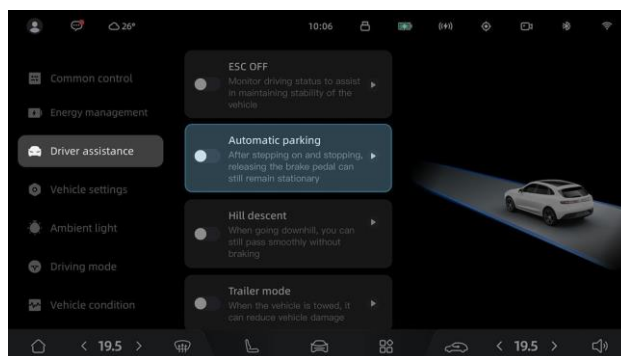 26°
10:06
Common control
Energy management
Driver assistance
Vehicle settings
Ambient light
Driving mode
Vehicle condition
ESC OFF
Monitor driving status to assist
in maintaining stability of the
vehicle
Automatic parking
After stepping on and stopping,
releasing the brake pedal can
still remain stationary
Hill descent
When going downhill, you can
still pass smoothly without
braking
Trailer mode
When the vehicle is towed, it
can reduce vehicle damage
19.5
19.5